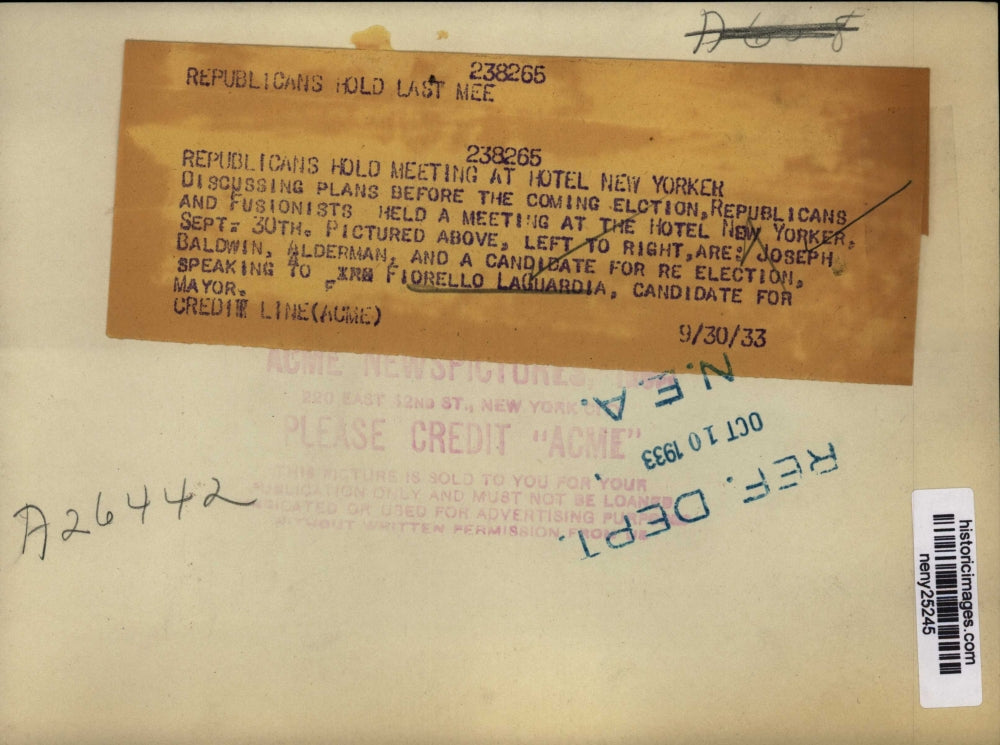 238265
REPUBLICANS HOLD LAST MEE
238265
REPUBLICANS HOLD MEETING AT HOTEL NEW YORKER
DISCUSSING PLANS BEFORE THE COMING ELCTION, REPUBLICANS
AND FUSIONISTS HELD A MEETING AT THE HOTEL NEW YORKER,
SEPT. 30TH. PICTURED ABOVE, LEFT TO RIGHT, ARE: JOSEPH
BALDWIN, ALDERMAN, AND A CANDIDATE FOR RE ELECTION,
SPEAKING TO FIORELLO LAGUARDIA, CANDIDATE FOR
MAYOR.
CREDIT LINE(ACME)
9/30/33
ACME NEWSPICTURES,
220 EAST 42ND ST., NEW YORK
PLEASE CREDIT "ACME"
THIS PICTURE IS SOLD TO YOU FOR YOUR
PUBLICATION ONLY AND MUST NOT BE LOANED
OR USED FOR ADVERTISING
WITHOUT WRITTEN PERMISSION FROM
N.E.A.
OCT 10 1933
REF. DEPT.
A26442
historicimages.com
neny25245